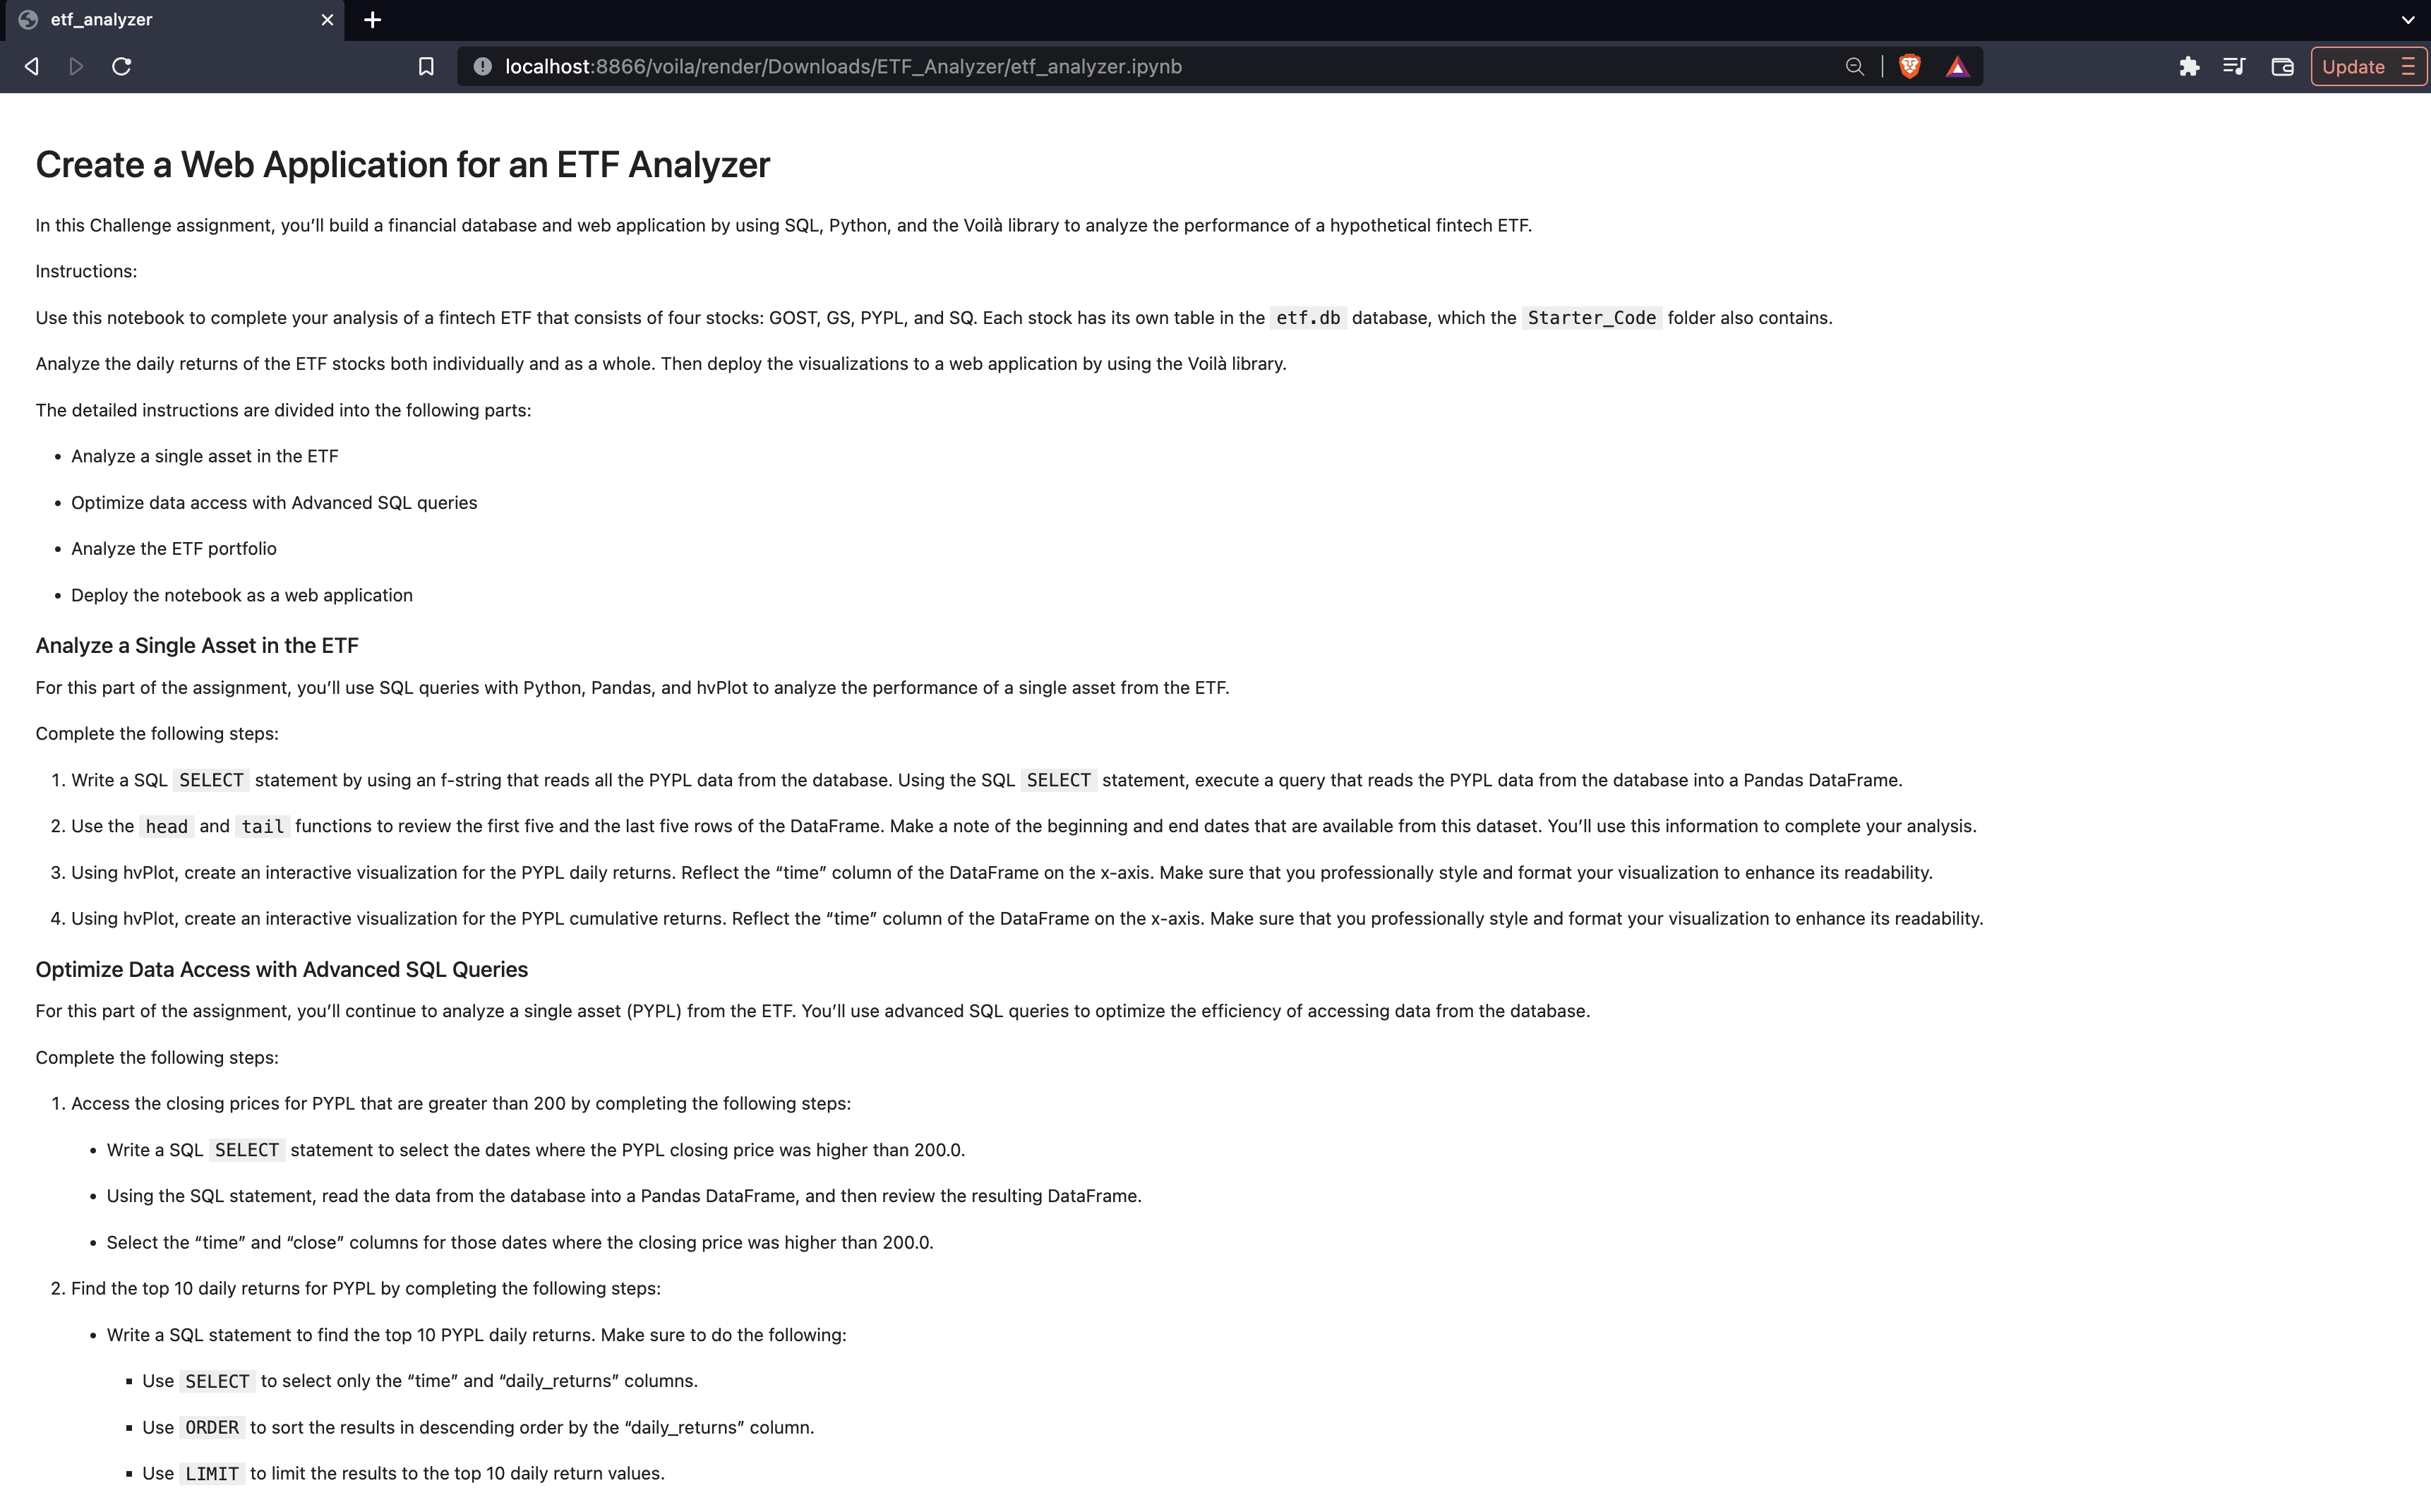 etf_analyzer
localhost:8866/voila/render/Downloads/ETF_Analyzer/etf_analyzer.ipynb
Update
Create a Web Application for an ETF Analyzer
In this Challenge assignment, you’ll build a financial database and web application by using SQL, Python, and the Voilà library to analyze the performance of a hypothetical fintech ETF.
Instructions:
Use this notebook to complete your analysis of a fintech ETF that consists of four stocks: GOST, GS, PYPL, and SQ. Each stock has its own table in the etf.db database, which the Starter_Code folder also contains.
Analyze the daily returns of the ETF stocks both individually and as a whole. Then deploy the visualizations to a web application by using the Voilà library.
The detailed instructions are divided into the following parts:
• Analyze a single asset in the ETF
• Optimize data access with Advanced SQL queries
• Analyze the ETF portfolio
• Deploy the notebook as a web application
Analyze a Single Asset in the ETF
For this part of the assignment, you’ll use SQL queries with Python, Pandas, and hvPlot to analyze the performance of a single asset from the ETF.
Complete the following steps:
1. Write a SQL SELECT statement by using an f-string that reads all the PYPL data from the database. Using the SQL SELECT statement, execute a query that reads the PYPL data from the database into a Pandas DataFrame.
2. Use the head and tail functions to review the first five and the last five rows of the DataFrame. Make a note of the beginning and end dates that are available from this dataset. You’ll use this information to complete your analysis.
3. Using hvPlot, create an interactive visualization for the PYPL daily returns. Reflect the “time” column of the DataFrame on the x-axis. Make sure that you professionally style and format your visualization to enhance its readability.
4. Using hvPlot, create an interactive visualization for the PYPL cumulative returns. Reflect the “time” column of the DataFrame on the x-axis. Make sure that you professionally style and format your visualization to enhance its readability.
Optimize Data Access with Advanced SQL Queries
For this part of the assignment, you’ll continue to analyze a single asset (PYPL) from the ETF. You’ll use advanced SQL queries to optimize the efficiency of accessing data from the database.
Complete the following steps:
1. Access the closing prices for PYPL that are greater than 200 by completing the following steps:
• Write a SQL SELECT statement to select the dates where the PYPL closing price was higher than 200.0.
• Using the SQL statement, read the data from the database into a Pandas DataFrame, and then review the resulting DataFrame.
• Select the “time” and “close” columns for those dates where the closing price was higher than 200.0.
2. Find the top 10 daily returns for PYPL by completing the following steps:
• Write a SQL statement to find the top 10 PYPL daily returns. Make sure to do the following:
▪ Use SELECT to select only the “time” and “daily_returns” columns.
▪ Use ORDER to sort the results in descending order by the “daily_returns” column.
▪ Use LIMIT to limit the results to the top 10 daily return values.